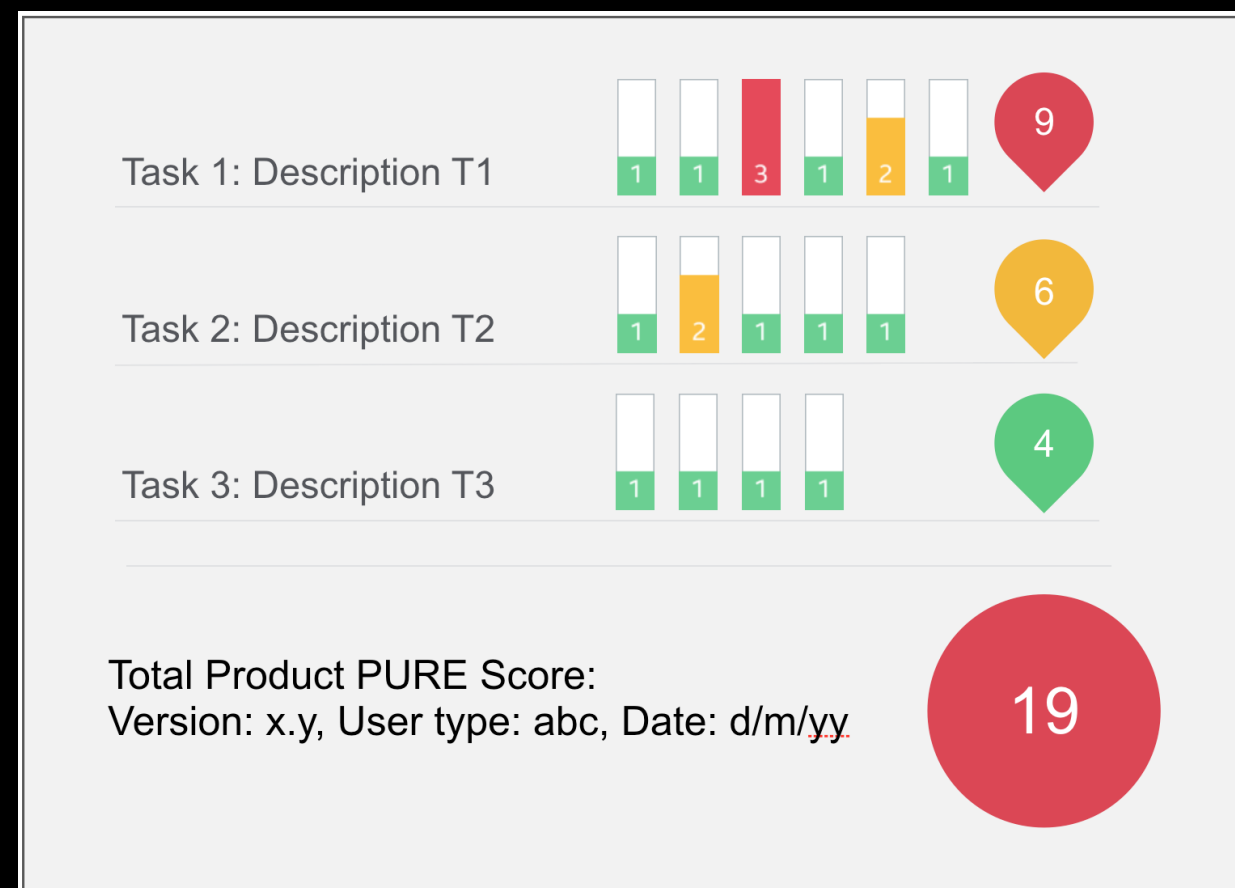 1 1 3 1 2 1 9
Task 1: Description T1
1 2 1 1 1 6
Task 2: Description T2
1 1 1 1 4
Task 3: Description T3
Total Product PURE Score:
Version: x.y, User type: abc, Date: d/m/yy
19